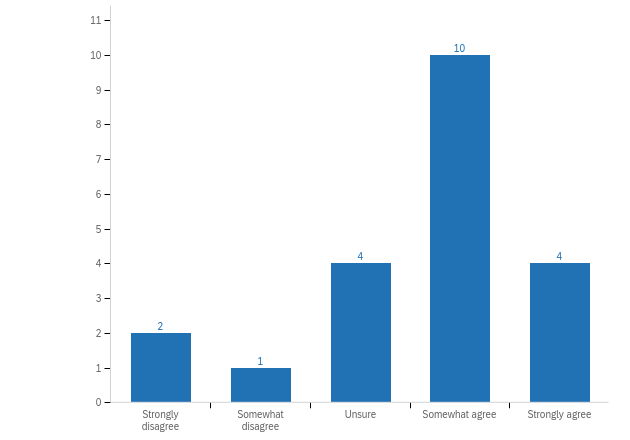 11
10
9
8
7
6
5
4
3
2
1
0
2
1
4
10
4
Strongly
disagree
Somewhat
disagree
Unsure
Somewhat agree
Strongly agree